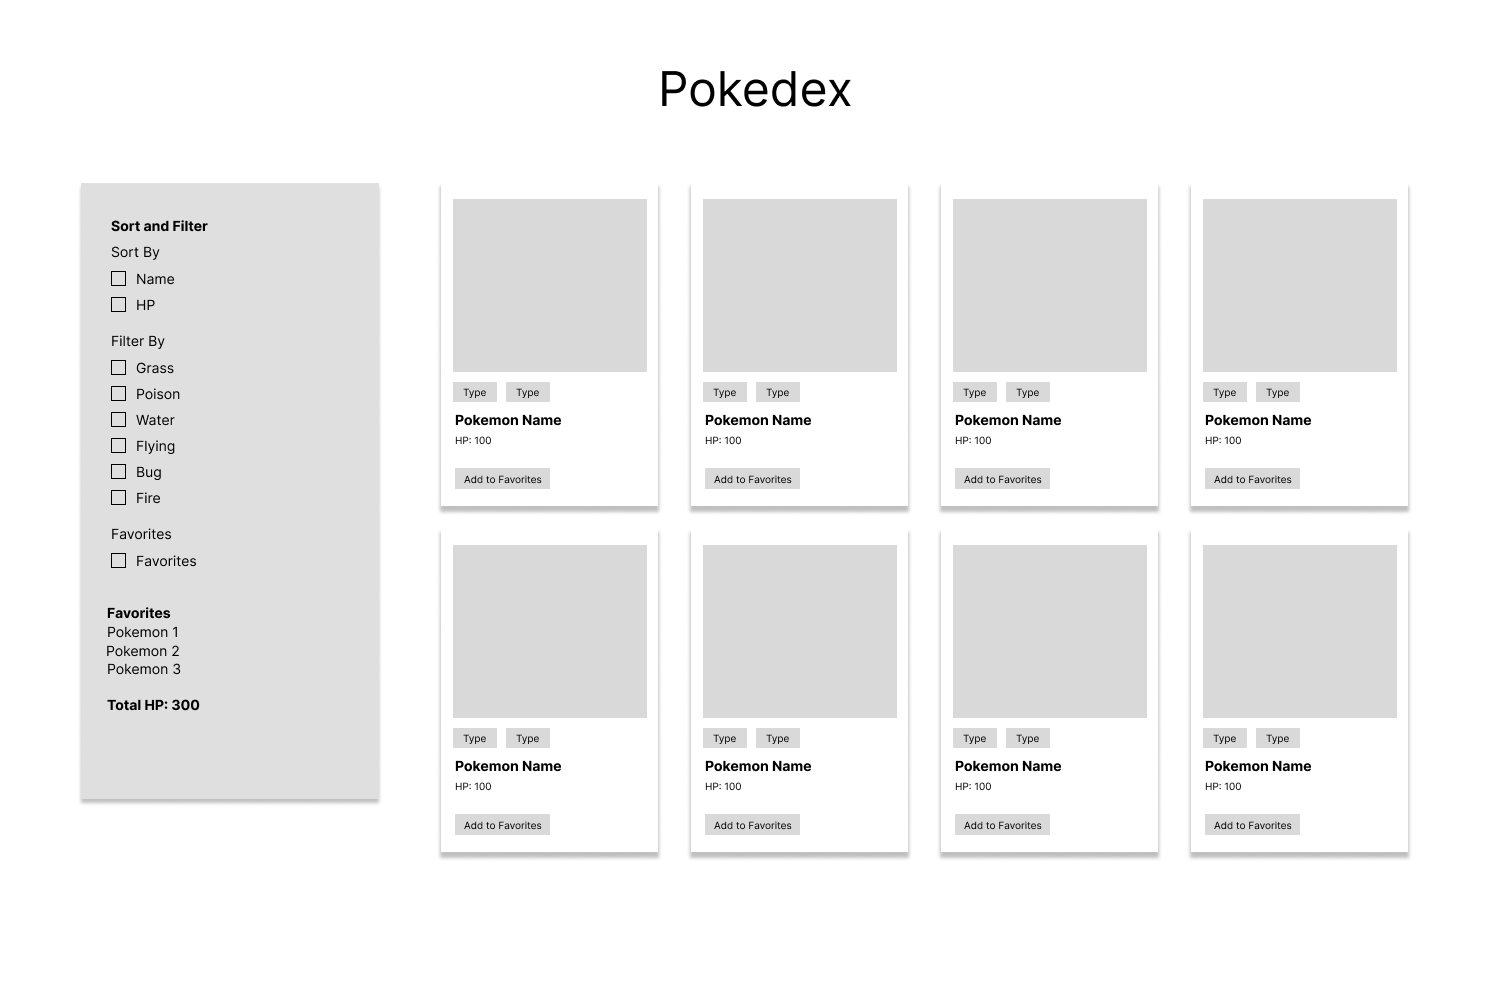 Pokedex
Sort and Filter
Sort By
Name
HP
Filter By
Grass
Poison
Water
Flying
Bug
Fire
Favorites
Favorites
Favorites
Pokemon 1
Pokemon 2
Pokemon 3
Total HP: 300
Type Type
Pokemon Name
HP: 100
Add to Favorites
Type Type
Pokemon Name
HP: 100
Add to Favorites
Type Type
Pokemon Name
HP: 100
Add to Favorites
Type Type
Pokemon Name
HP: 100
Add to Favorites
Type Type
Pokemon Name
HP: 100
Add to Favorites
Type Type
Pokemon Name
HP: 100
Add to Favorites
Type Type
Pokemon Name
HP: 100
Add to Favorites
Type Type
Pokemon Name
HP: 100
Add to Favorites